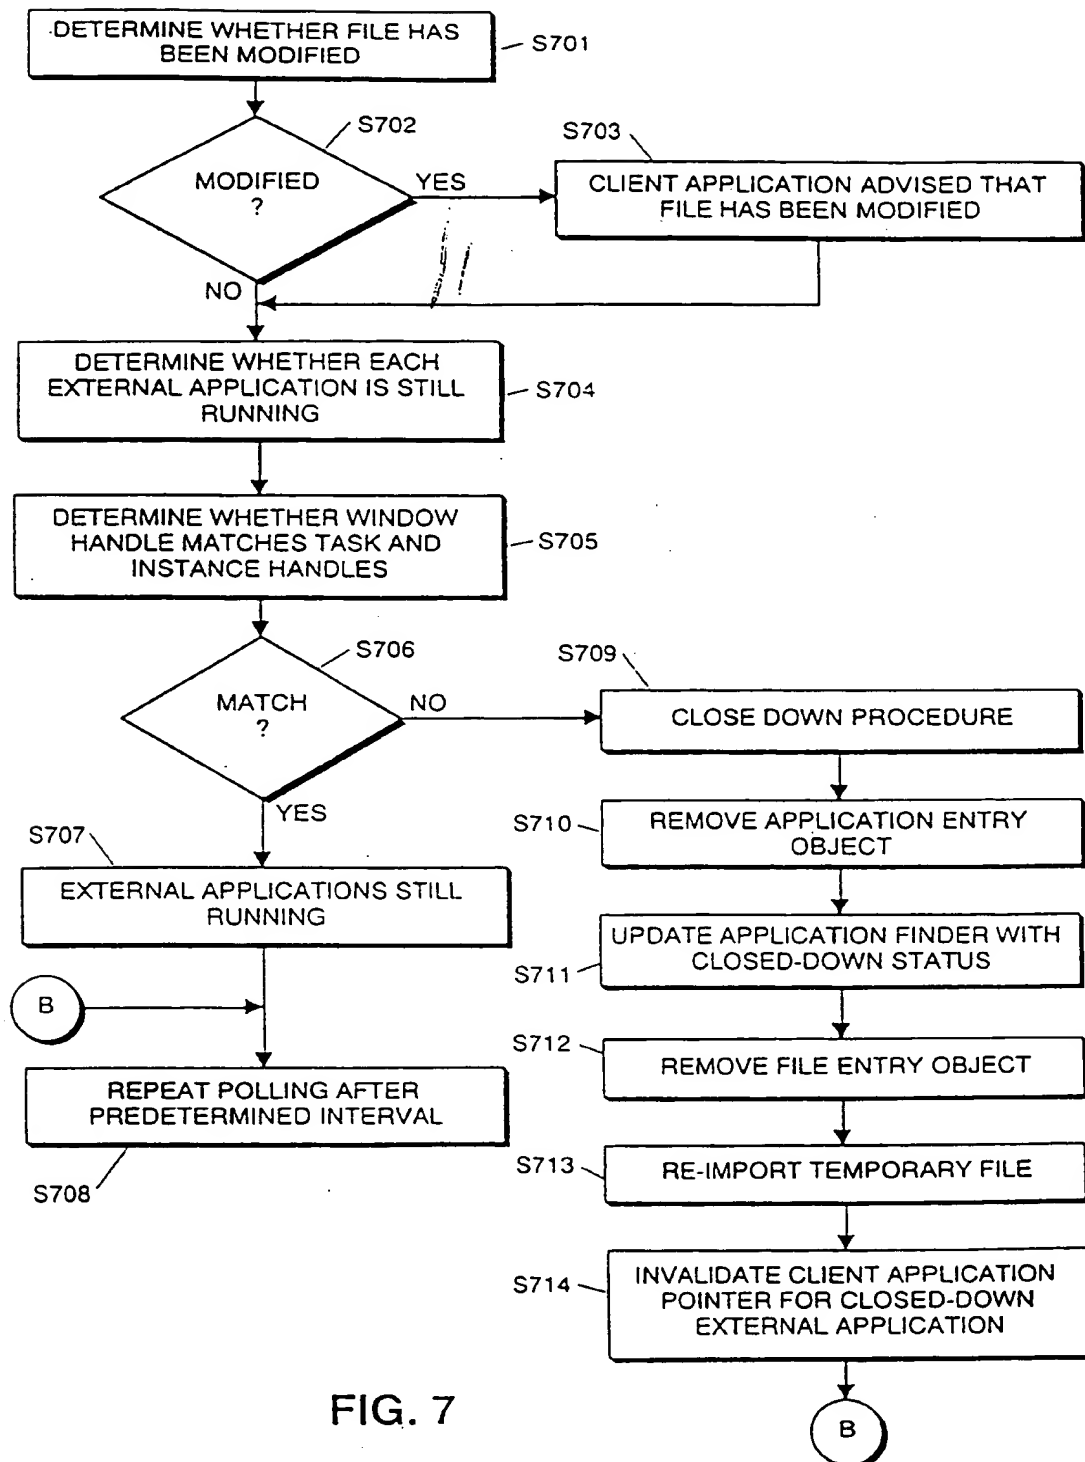 DETERMINE WHETHER FILE HAS
BEEN MODIFIED
S701
S702
MODIFIED
?
YES
NO
S703
CLIENT APPLICATION ADVISED THAT
FILE HAS BEEN MODIFIED
DETERMINE WHETHER EACH
EXTERNAL APPLICATION IS STILL
RUNNING
S704
DETERMINE WHETHER WINDOW
HANDLE MATCHES TASK AND
INSTANCE HANDLES
S705
S706
MATCH
?
NO
YES
S707
EXTERNAL APPLICATIONS STILL
RUNNING
B
REPEAT POLLING AFTER
PREDETERMINED INTERVAL
S708
S709
CLOSE DOWN PROCEDURE
S710
REMOVE APPLICATION ENTRY
OBJECT
S711
UPDATE APPLICATION FINDER WITH
CLOSED-DOWN STATUS
S712
REMOVE FILE ENTRY OBJECT
S713
RE-IMPORT TEMPORARY FILE
S714
INVALIDATE CLIENT APPLICATION
POINTER FOR CLOSED-DOWN
EXTERNAL APPLICATION
B
FIG. 7